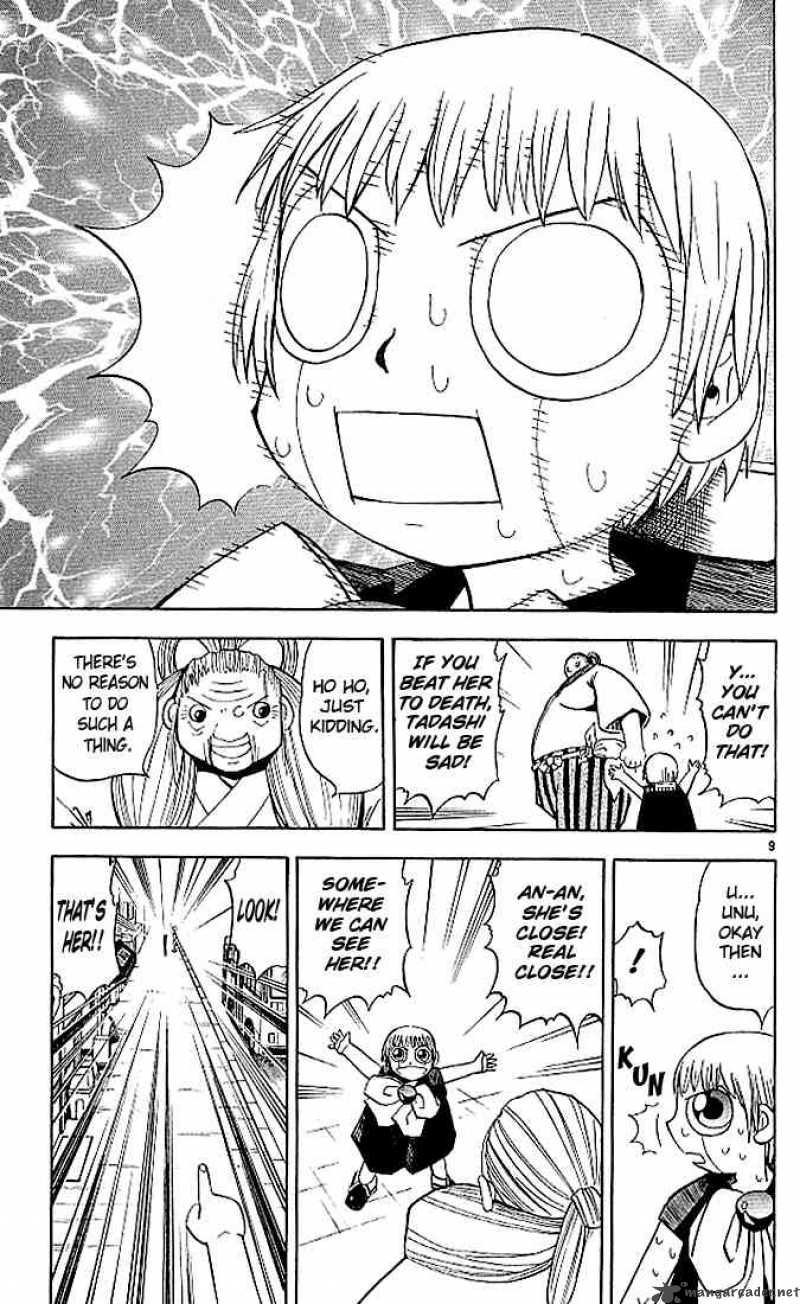 Y...
YOU
CAN'T
DO
THAT!
IF YOU
BEAT HER
TO DEATH,
TADASHI
WILL BE
SAD!
HO HO,
JUST
KIDDING.
THERE'S
NO REASON
TO DO
SUCH A
THING.
9
U...
UNU,
OKAY
THEN
...
!
KUN
AN-AN,
SHE'S
CLOSE!
REAL
CLOSE!!
SOME-
WHERE
WE CAN
SEE
HER!!
LOOK!
THAT'S
HER!!
mangarcade.net